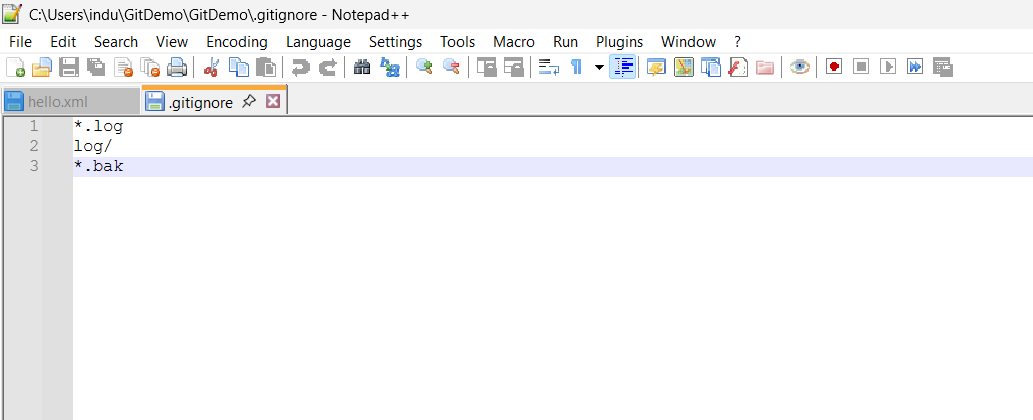 C:\Users\indu\GitDemo\GitDemo\.gitignore - Notepad++
File Edit Search View Encoding Language Settings Tools Macro Run Plugins Window ?
hello.xml .gitignore
1 *.log
2 log/
3 *.bak